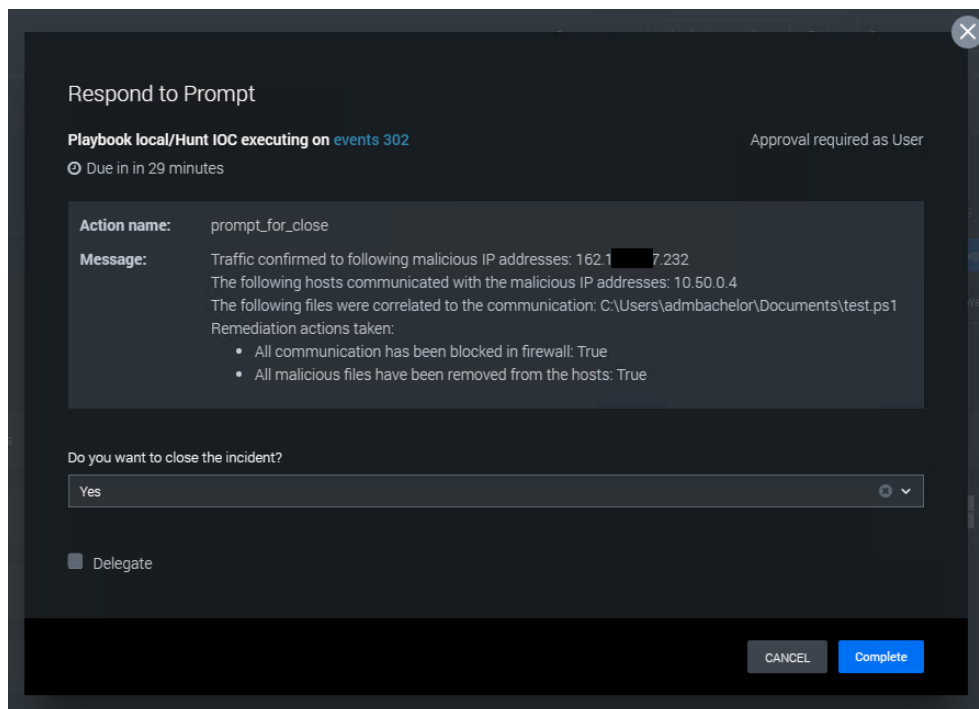 Respond to Prompt
Playbook local/Hunt IOC executing on events 302
Approval required as User
Due in in 29 minutes
Action name: prompt_for_close
Message: Traffic confirmed to following malicious IP addresses: 162.1 7.232
The following hosts communicated with the malicious IP addresses: 10.50.0.4
The following files were correlated to the communication: C:\Users\admbachelor\Documents\test.ps1
Remediation actions taken:
• All communication has been blocked in firewall: True
• All malicious files have been removed from the hosts: True
Do you want to close the incident?
Yes
Delegate
CANCEL
Complete